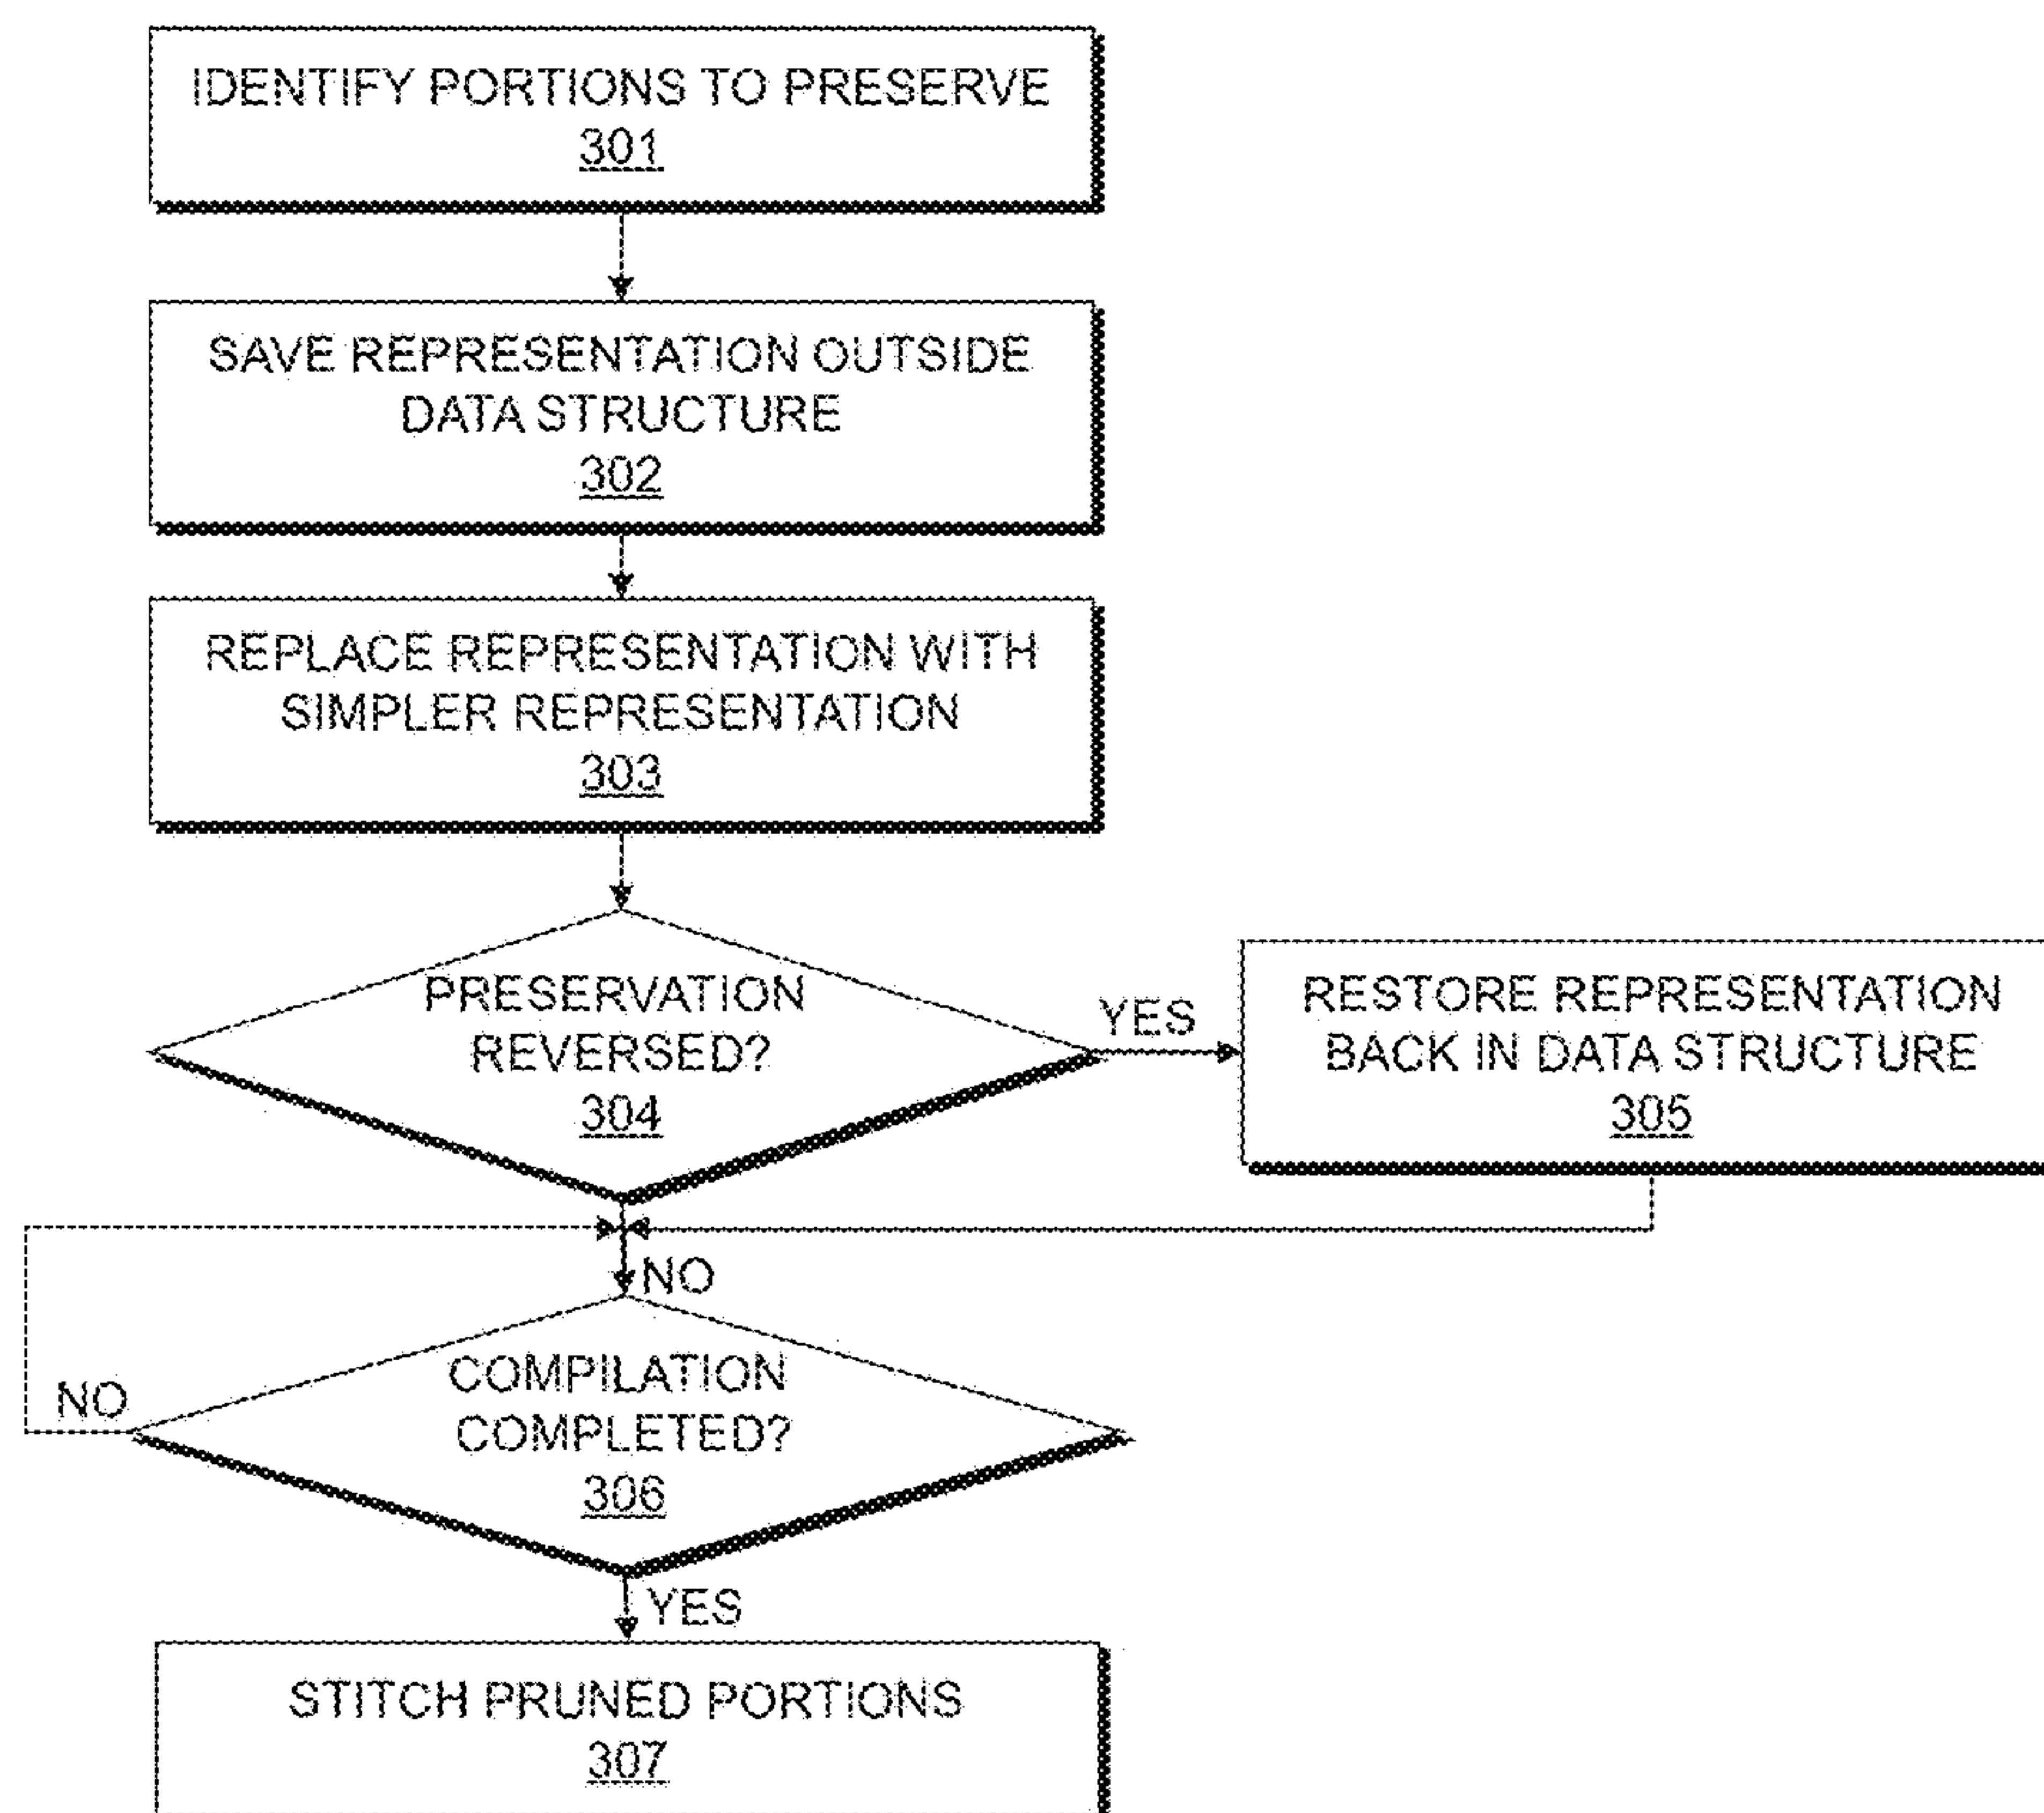 IDENTIFY PORTIONS TO PRESERVE
301
SAVE REPRESENTATION OUTSIDE
DATA STRUCTURE
302
REPLACE REPRESENTATION WITH
SIMPLER REPRESENTATION
303
PRESERVATION
REVERSED?
304
YES
RESTORE REPRESENTATION
BACK IN DATA STRUCTURE
305
NO
COMPILATION
COMPLETED?
306
NO
YES
STITCH PRUNED PORTIONS
307